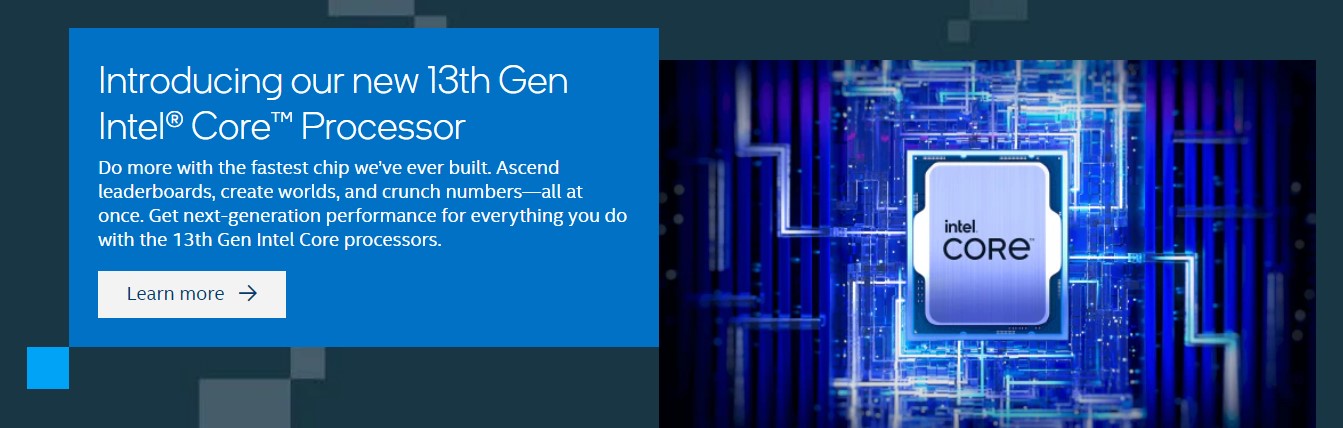 Introducing our new 13th Gen
Intel® Core™ Processor
Do more with the fastest chip we've ever built. Ascend
leaderboards, create worlds, and crunch numbers—all at
once. Get next-generation performance for everything you do
with the 13th Gen Intel Core processors.
Learn more →
intel.
CORE™